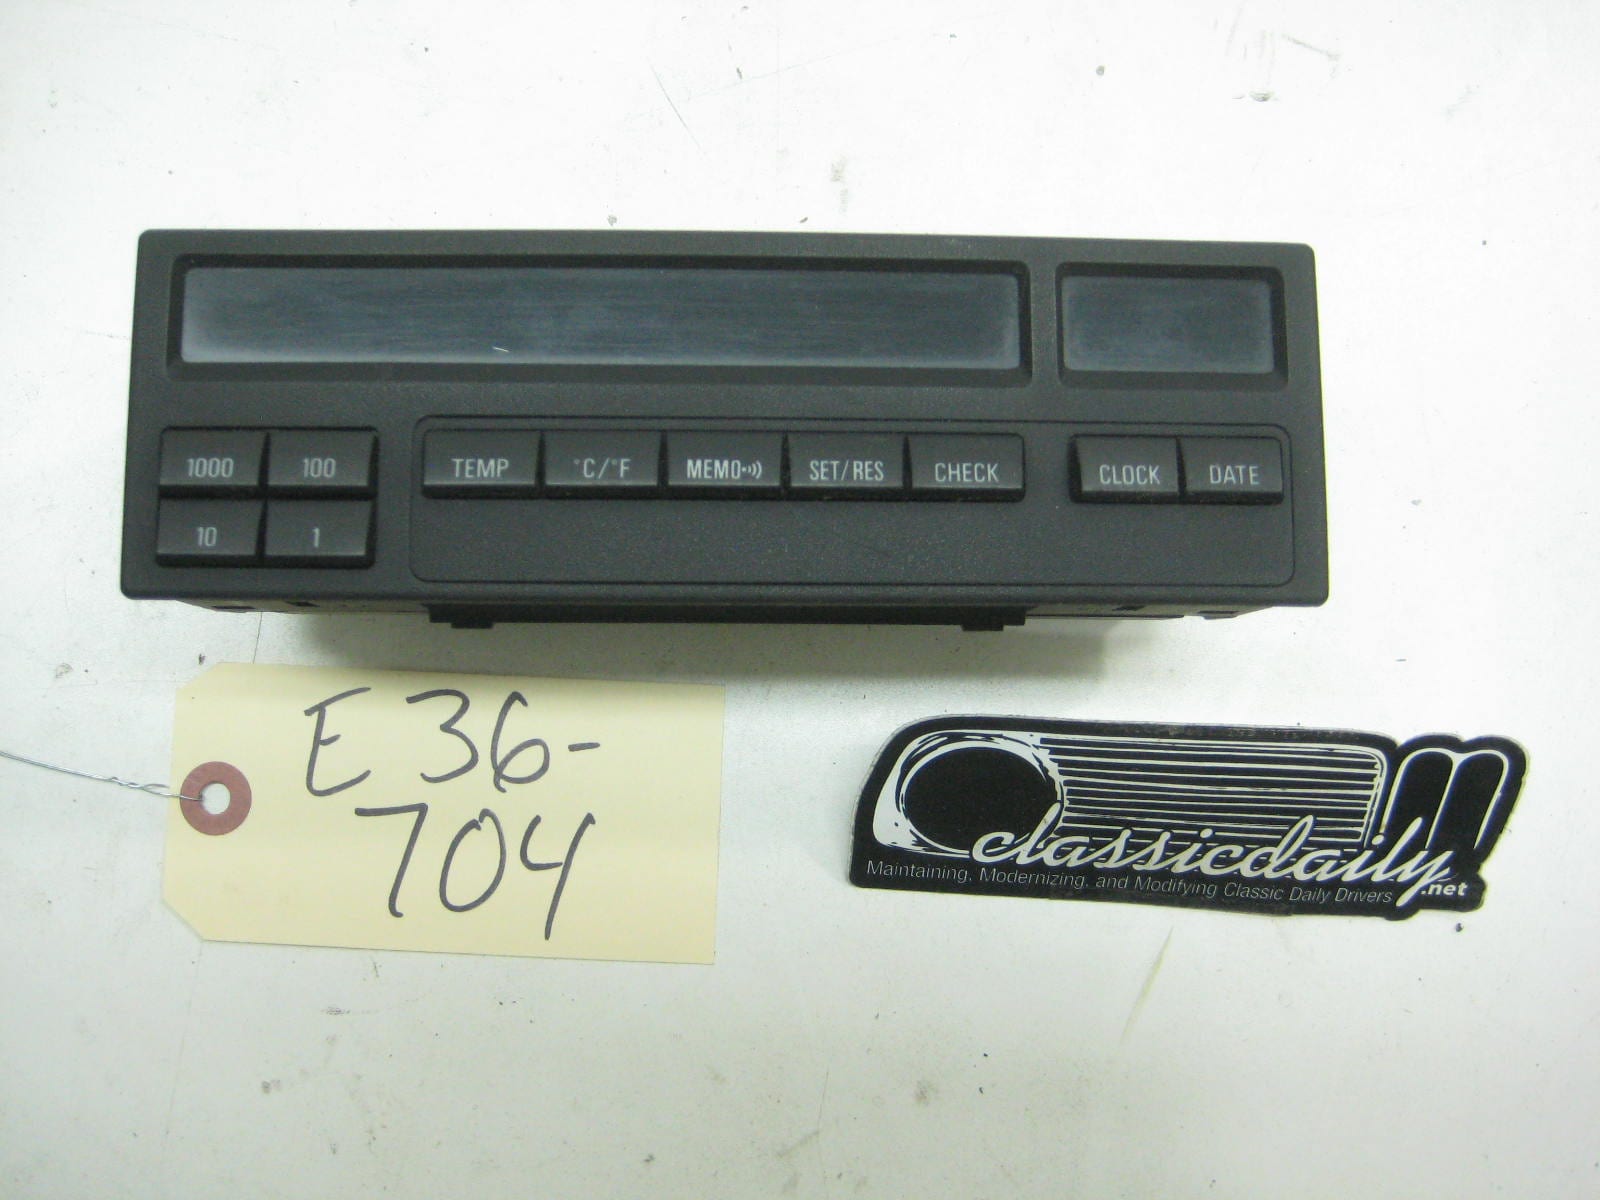 1000 100 TEMP °C/°F MEMO SET/RES CHECK CLOCK DATE
10 1
E36-
704
classicdaily.net
Maintaining, Modernizing, and Modifying Classic Daily Drivers